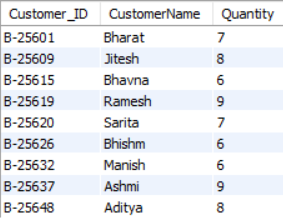 Customer_ID CustomerName Quantity
B-25601 Bharat 7
B-25609 Jitesh 8
B-25615 Bhavna 6
B-25619 Ramesh 9
B-25620 Sarita 7
B-25626 Bhishm 6
B-25632 Manish 6
B-25637 Ashmi 9
B-25648 Aditya 8